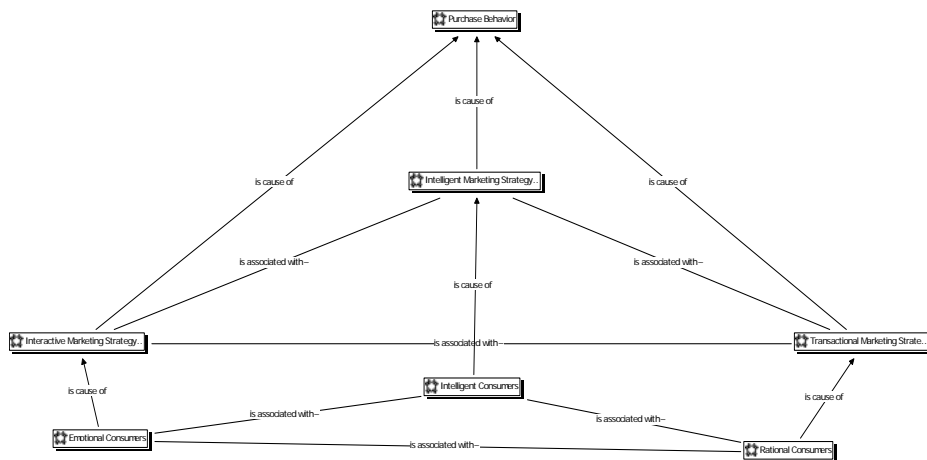 Purchase Behavior
is cause of
Intelligent Marketing Strategy..
is cause of
is cause of
is associated with--
is associated with--
is cause of
Interactive Marketing Strategy..
is associated with--
Transactional Marketing Strate..
Intelligent Consumers
is cause of
is cause of
is associated with--
is associated with--
Emotional Consumers
is associated with--
Rational Consumers